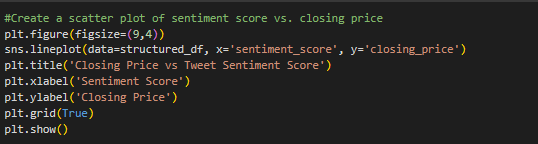 #Create a scatter plot of sentiment score vs. closing price
plt.figure(figsize=(9,4))
sns.lineplot(data=structured_df, x='sentiment_score', y='closing_price')
plt.title('Closing Price vs Tweet Sentiment Score')
plt.xlabel('Sentiment Score')
plt.ylabel('Closing Price')
plt.grid(True)
plt.show()